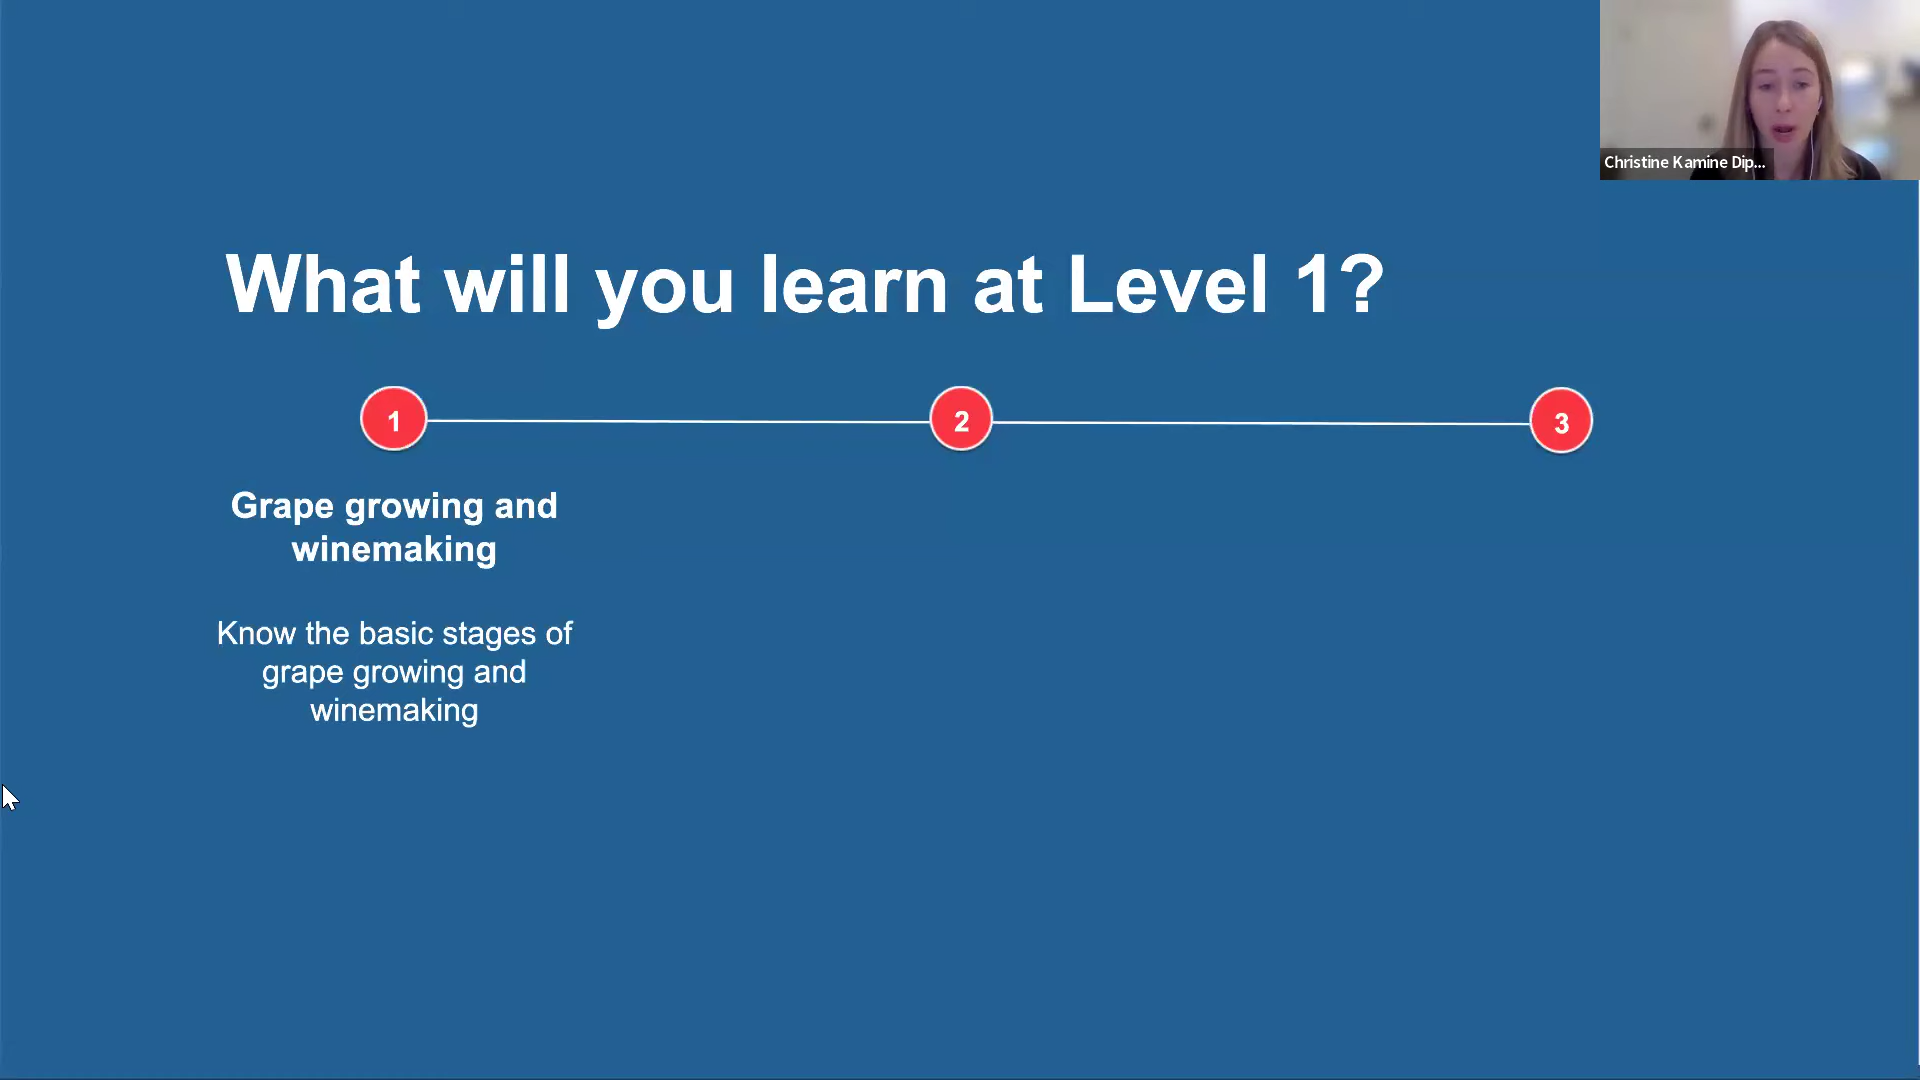 Christine Kamine Dip...
What will you learn at Level 1?
1
2
3
Grape growing and
winemaking
Know the basic stages of
grape growing and
winemaking